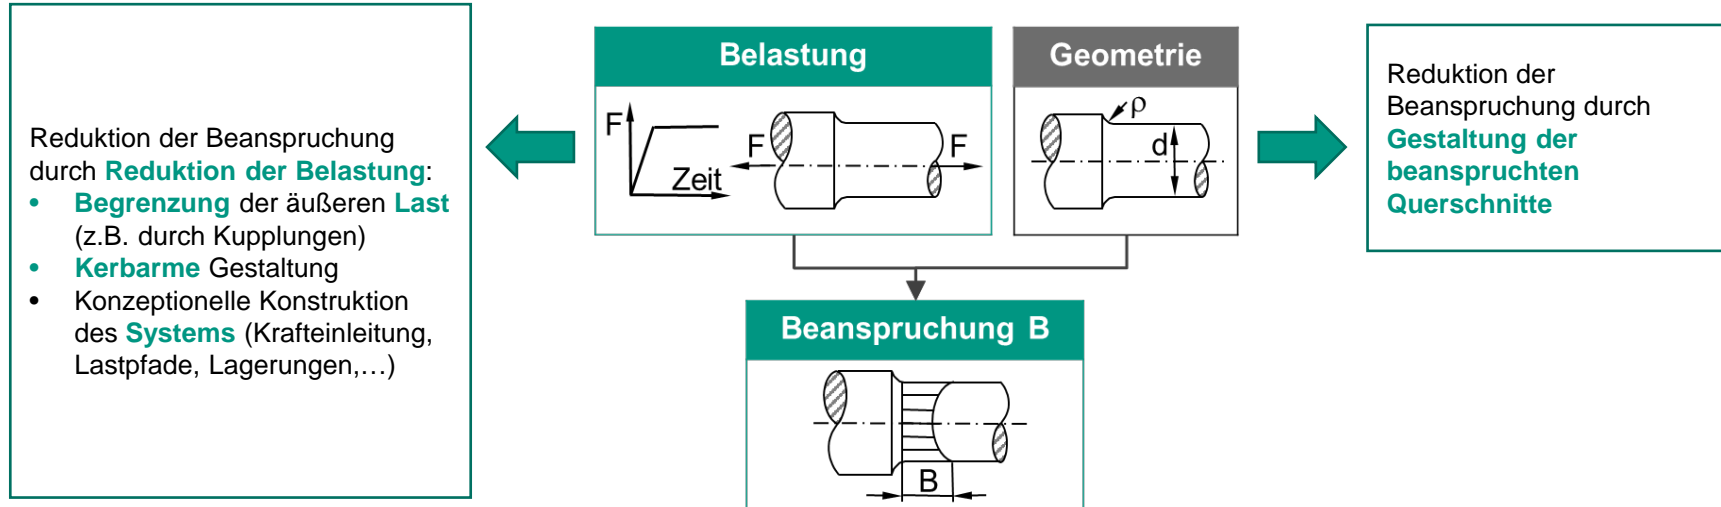 Reduktion der Beanspruchung
durch Reduktion der Belastung:
• Begrenzung der äußeren Last
(z.B. durch Kupplungen)
• Kerbarme Gestaltung
• Konzeptionelle Konstruktion
des Systems (Krafteinleitung,
Lastpfade, Lagerungen,…)
Belastung
F
Zeit
F
F
Geometrie
ρ
d
Beanspruchung B
B
Reduktion der
Beanspruchung durch
Gestaltung der
beanspruchten
Querschnitte